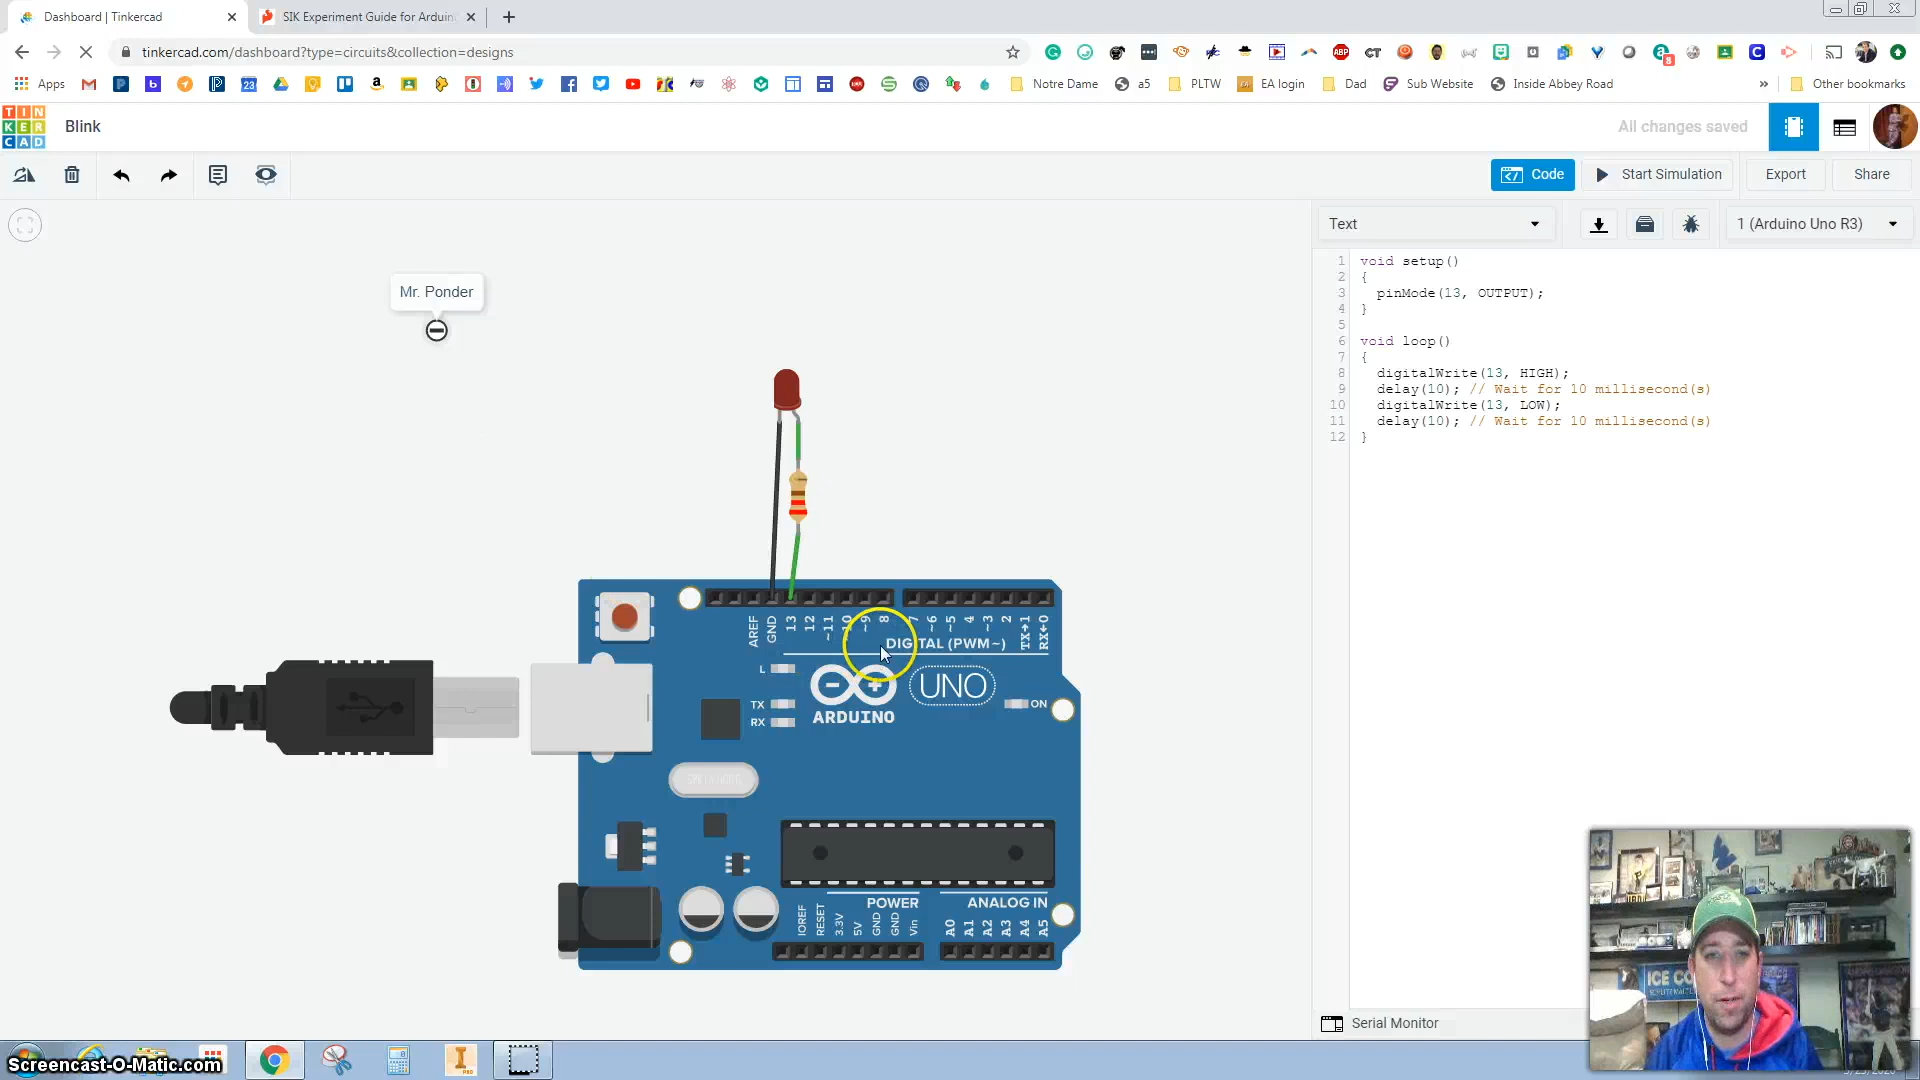 Dashboard | Tinkercad
SIK Experiment Guide for Arduin
tinkercad.com/dashboard?type=circuits&collection=designs
Apps
Notre Dame
a5
PLTW
EA login
Dad
Sub Website
Inside Abbey Road
»
Other bookmarks
TIN
KER
CAD
Blink
All changes saved
Code
Start Simulation
Export
Share
Text
1 (Arduino Uno R3)
Mr. Ponder
1 void setup()
2 {
3 pinMode(13, OUTPUT);
4 }
5
6 void loop()
7 {
8 digitalWrite(13, HIGH);
9 delay(10); // Wait for 10 millisecond(s)
10 digitalWrite(13, LOW);
11 delay(10); // Wait for 10 millisecond(s)
12 }
AREF
GND
13
12
~11
10
~9
8
7
~6
~5
4
~3
2
TX→1
RX←0
DIGITAL (PWM~)
L
TX
RX
ARDUINO
UNO
ON
POWER
ANALOG IN
IOREF
RESET
3.3V
5V
GND
GND
Vin
A0
A1
A2
A3
A4
A5
ICE CO
Serial Monitor
Screencast-O-Matic.com